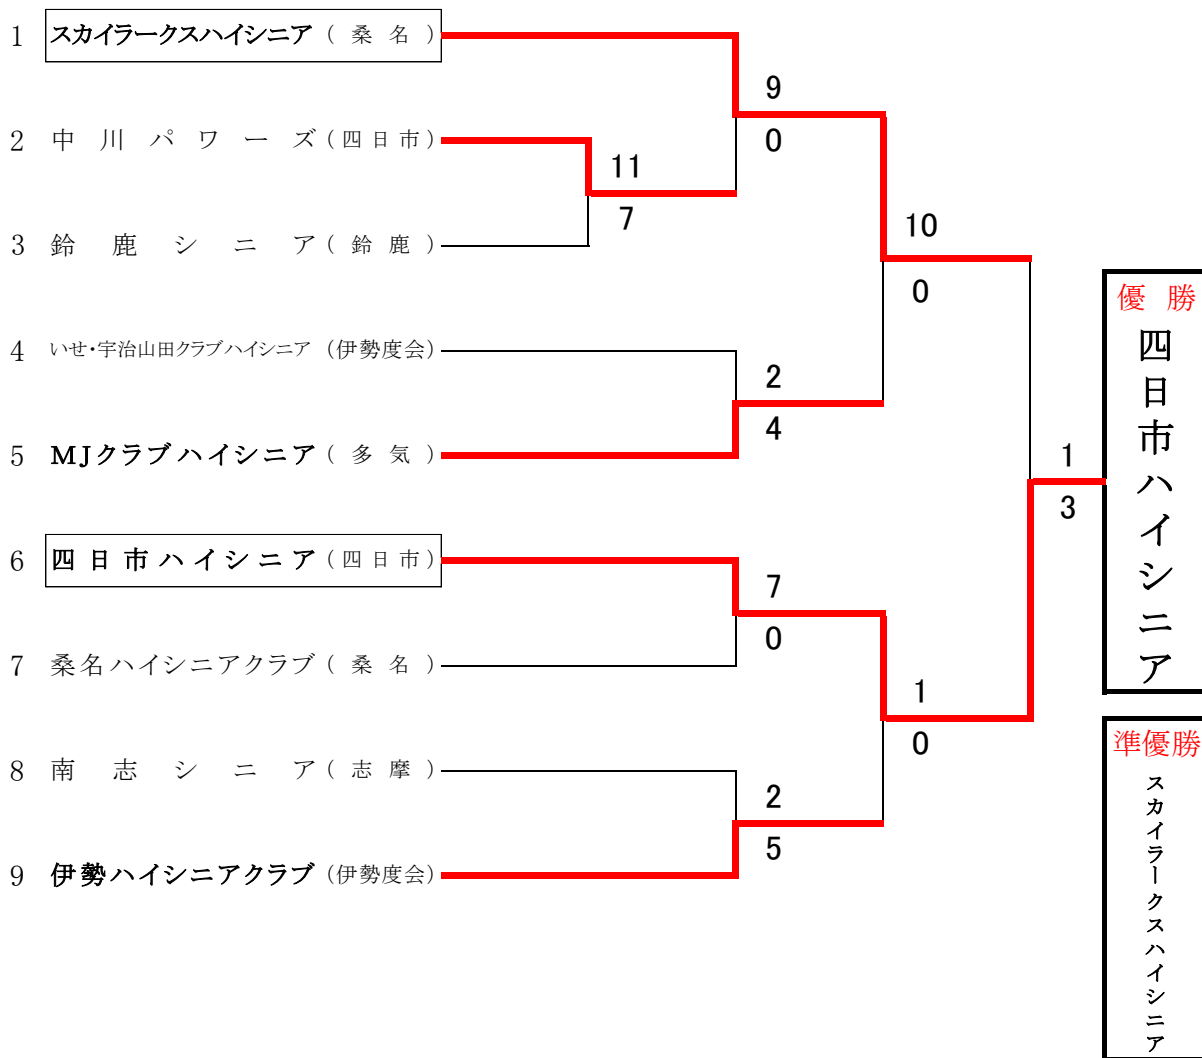 1 スカイラークスハイシニア ( 桑 名 )
2 中 川 パ ワ ー ズ ( 四 日 市 )
3 鈴 鹿 シ ニ ア ( 鈴 鹿 )
4 いせ・宇治山田クラブハイシニア (伊勢度会)
5 MJクラブハイシニア ( 多 気 )
6 四日市ハイシニア ( 四 日 市 )
7 桑名ハイシニアクラブ ( 桑 名 )
8 南 志 シ ニ ア ( 志 摩 )
9 伊勢ハイシニアクラブ (伊勢度会)
11
7
9
0
2
4
7
0
2
5
10
0
1
0
1
3
優 勝
四日市ハイシニア
準優勝
スカイラークスハイシニア